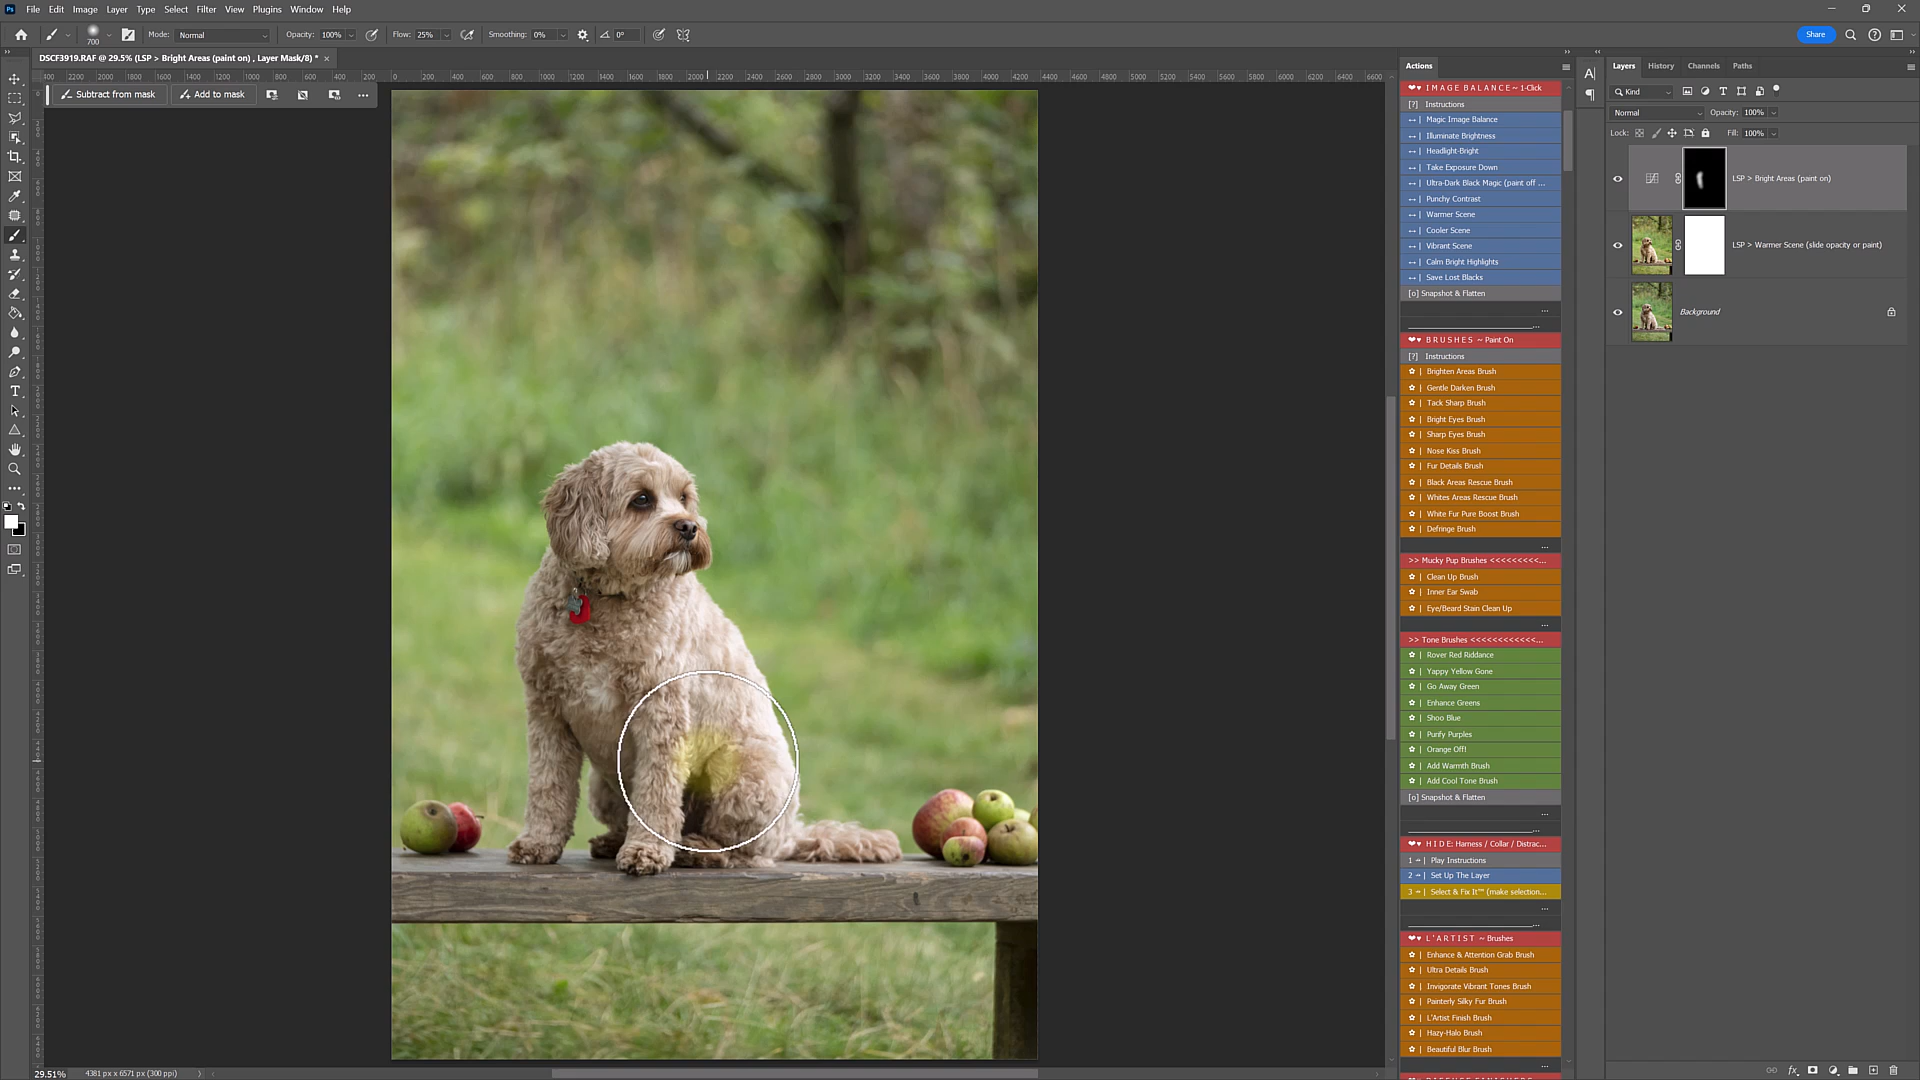 File Edit Image Layer Type Select Filter View Plugins Window Help
700 Mode: Normal Opacity: 100% Flow: 25% Smoothing: 0% 0° Share
DSCF3919.RAF @ 29.5% (LSP > Bright Areas (paint on) , Layer Mask/8) * ×
Subtract from mask Add to mask
Actions
❤♥ I M A G E B A L A N C E ~ 1-Click
[?] Instructions
↔ | Magic Image Balance
↔ | Illuminate Brightness
↔ | Headlight-Bright
↔ | Take Exposure Down
↔ | Ultra-Dark Black Magic (paint off ...
↔ | Punchy Contrast
↔ | Warmer Scene
↔ | Cooler Scene
↔ | Vibrant Scene
↔ | Calm Bright Highlights
↔ | Save Lost Blacks
[o] Snapshot & Flatten
...
...
❤♥ B R U S H E S ~ Paint On
[?] Instructions
✿ | Brighten Areas Brush
✿ | Gentle Darken Brush
✿ | Tack Sharp Brush
✿ | Bright Eyes Brush
✿ | Sharp Eyes Brush
✿ | Nose Kiss Brush
✿ | Fur Details Brush
✿ | Black Areas Rescue Brush
✿ | Whites Areas Rescue Brush
✿ | White Fur Pure Boost Brush
✿ | Defringe Brush
...
>> Mucky Pup Brushes <<<<<<<<<...
✿ | Clean Up Brush
✿ | Inner Ear Swab
✿ | Eye/Beard Stain Clean Up
...
>> Tone Brushes <<<<<<<<<<<<...
✿ | Rover Red Riddance
✿ | Yappy Yellow Gone
✿ | Go Away Green
✿ | Enhance Greens
✿ | Shoo Blue
✿ | Purify Purples
✿ | Orange Off!
✿ | Add Warmth Brush
✿ | Add Cool Tone Brush
[o] Snapshot & Flatten
...
...
❤♥ H I D E: Harness / Collar / Distrac...
1 | Play Instructions
2 | Set Up The Layer
3 | Select & Fix It™ (make selection...
...
...
❤♥ L ' A R T I S T ~ Brushes
✿ | Enhance & Attention Grab Brush
✿ | Ultra Details Brush
✿ | Invigorate Vibrant Tones Brush
✿ | Painterly Silky Fur Brush
✿ | L'Artist Finish Brush
✿ | Hazy-Halo Brush
✿ | Beautiful Blur Brush
...
Layers History Channels Paths
Kind
Normal Opacity: 100%
Lock: Fill: 100%
LSP > Bright Areas (paint on)
LSP > Warmer Scene (slide opacity or paint)
Background
29.51% 4381 px x 6571 px (300 ppi)